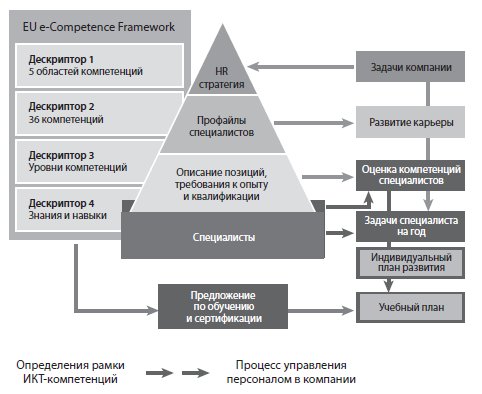 EU e-Competence Framework
Дескриптор 1
5 областей компетенций
Дескриптор 2
36 компетенций
Дескриптор 3
Уровни компетенций
Дескриптор 4
Знания и навыки
HR
стратегия
Профайлы
специалистов
Описание позиций,
требования к опыту
и квалификации
Специалисты
Задачи компании
Развитие карьеры
Оценка компетенций
специалистов
Задачи специалиста
на год
Индивидуальный
план развития
Учебный план
Предложение
по обучению
и сертификации
Определения рамки
ИКТ-компетенций
Процесс управления
персоналом в компании